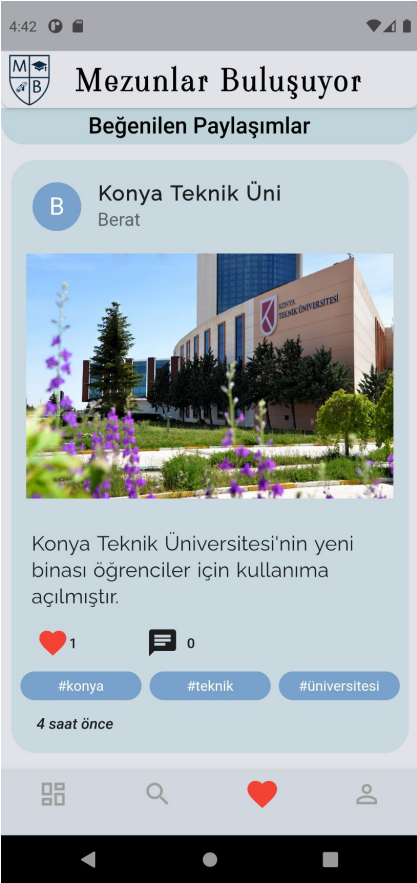 4:42
M
B
Mezunlar Buluşuyor
Beğenilen Paylaşımlar
B
Konya Teknik Üni
Berat
KONYA
TEKNİK ÜNİVERSİTESİ
Konya Teknik Üniversitesi'nin yeni
binası öğrenciler için kullanıma
açılmıştır.
1
0
#konya #teknik #üniversitesi
4 saat önce